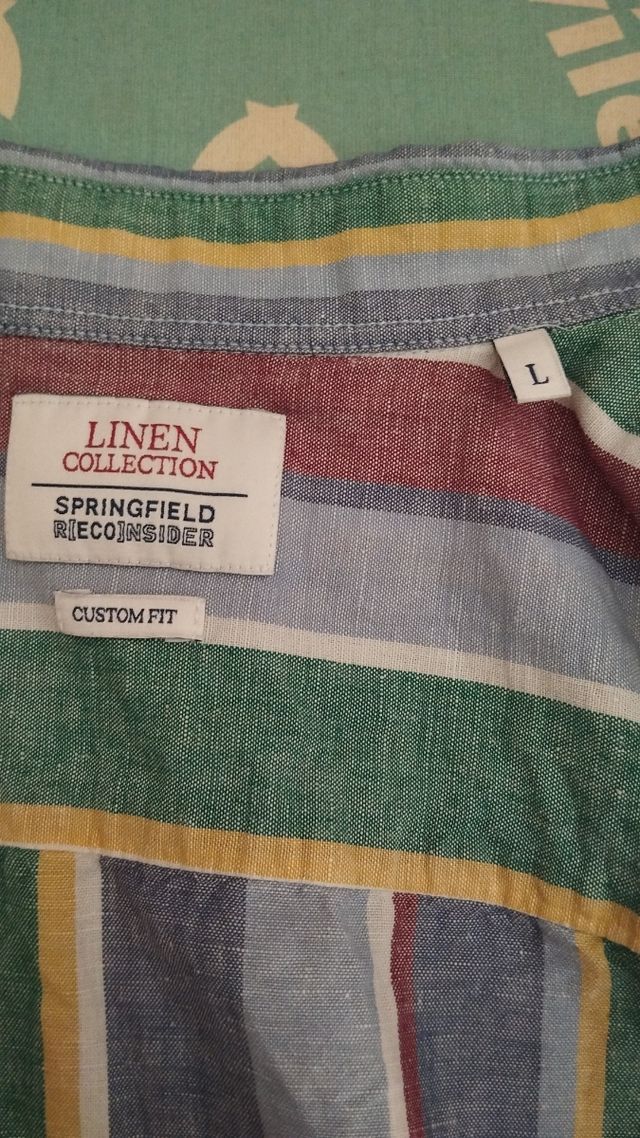 L
LINEN
COLLECTION
SPRINGFIELD
R[ECO]NSIDER
CUSTOM FIT